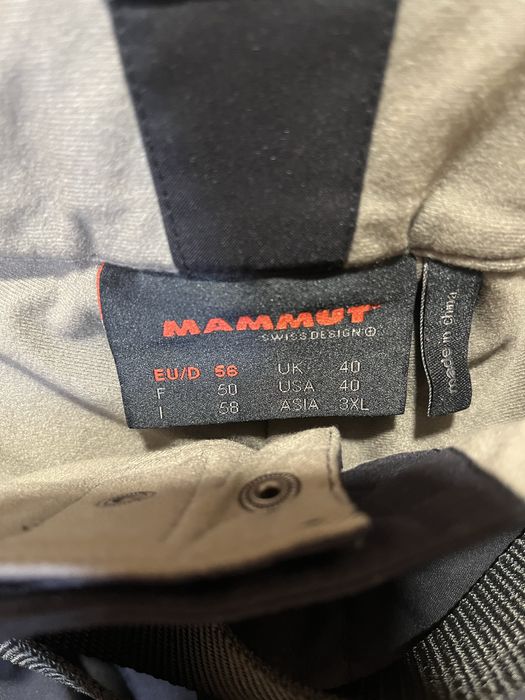 MAMMUT
SWISS DESIGN
EU/D 56 UK 40
F 50 USA 40
I 58 ASIA 3XL
made in china